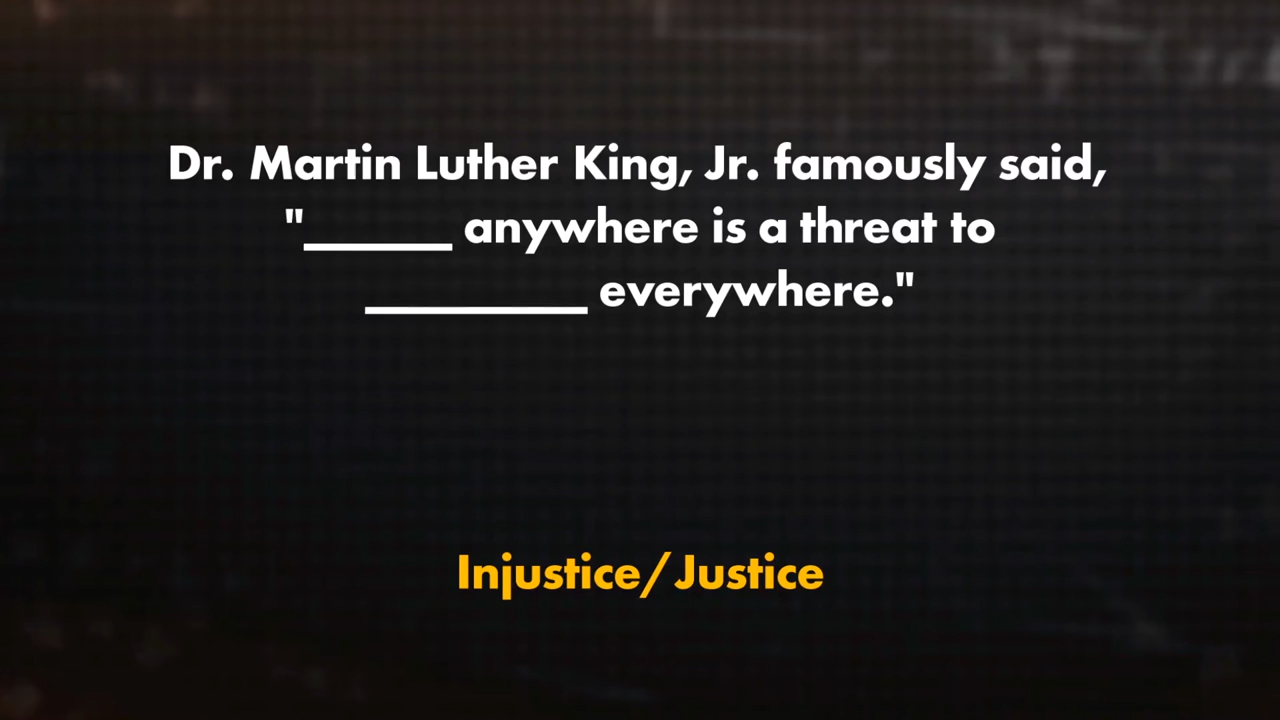 Dr. Martin Luther King, Jr. famously said,
"______ anywhere is a threat to
_________ everywhere."
Injustice/Justice